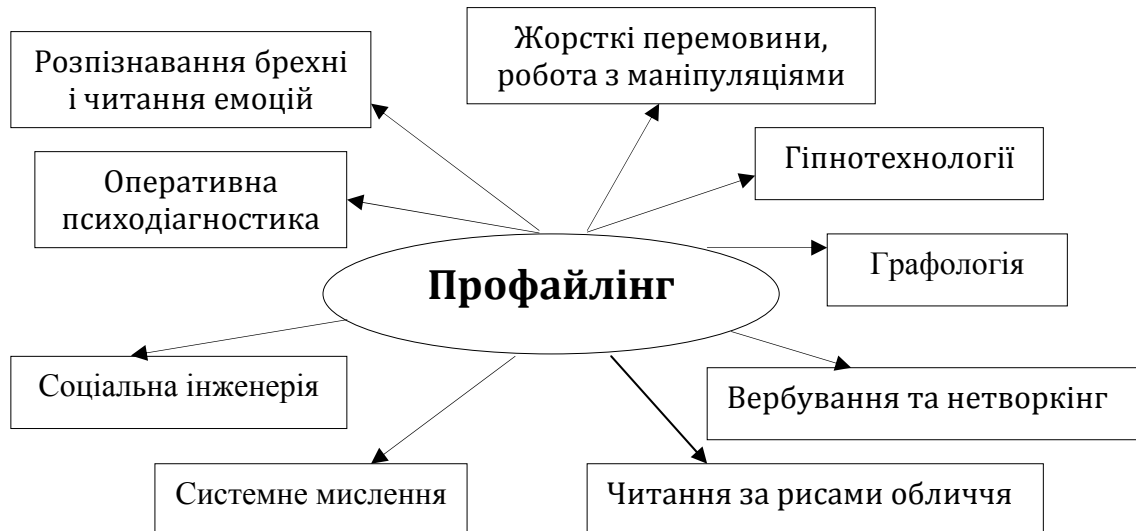 Жорсткі перемовини,
робота з маніпуляціями
Розпізнавання брехні
і читання емоцій
Гіпнотехнології
Оперативна
психодіагностика
Графологія
Профайлінг
Соціальна інженерія
Вербування та нетворкінг
Системне мислення
Читання за рисами обличчя